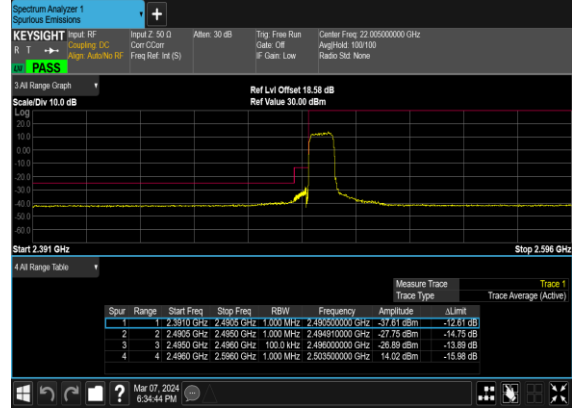 Spectrum Analyzer 1
Spurious Emissions
KEYSIGHT Input: RF Input Z: 50 Ω Atten: 30 dB Trig: Free Run Center Freq: 22.005000000 GHz
R T Coupling: DC Corr CCorr Gate: Off Avg|Hold: 100/100
Align: Auto/No RF Freq Ref: Int (S) IF Gain: Low Radio Std: None
PASS
3 All Range Graph
Ref Lvl Offset 18.58 dB
Scale/Div 10.0 dB Ref Value 30.00 dBm
Log
20.0
10.0
0.00
-10.0
-20.0
-30.0
-40.0
-50.0
-60.0
Start 2.391 GHz Stop 2.596 GHz
4 All Range Table
Measure Trace Trace 1
Trace Type Trace Average (Active)
Spur Range Start Freq Stop Freq RBW Frequency Amplitude ΔLimit
1 1 2.3910 GHz 2.4905 GHz 1.000 MHz 2.490500000 GHz -37.61 dBm -12.61 dB
2 2 2.4905 GHz 2.4950 GHz 1.000 MHz 2.494910000 GHz -27.75 dBm -14.75 dB
3 3 2.4950 GHz 2.4960 GHz 100.0 kHz 2.496000000 GHz -26.89 dBm -13.89 dB
4 4 2.4960 GHz 2.5960 GHz 1.000 MHz 2.503500000 GHz 14.02 dBm -15.98 dB
Mar 07, 2024
6:34:44 PM